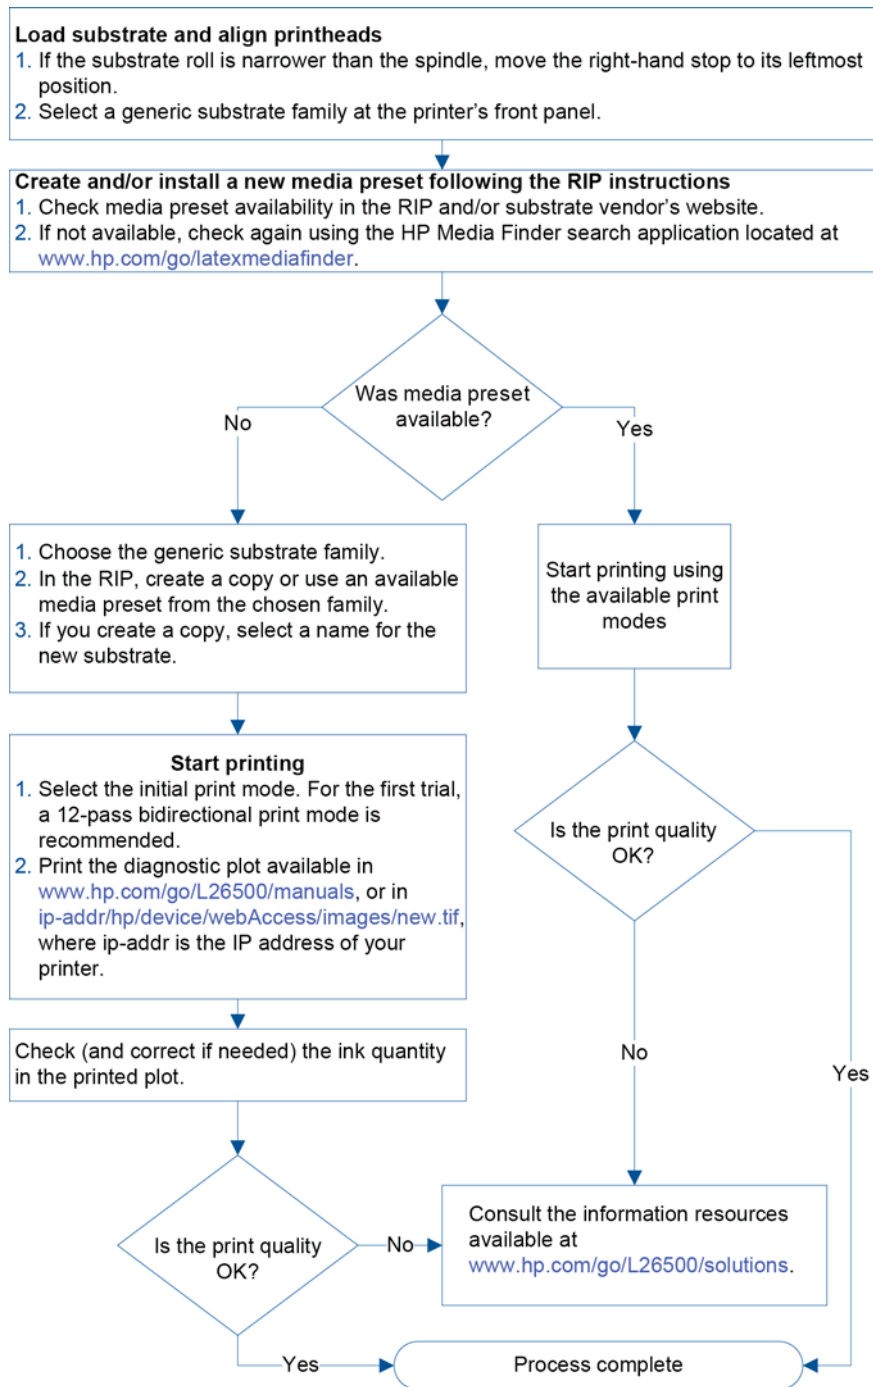 Load substrate and align printheads
1. If the substrate roll is narrower than the spindle, move the right-hand stop to its leftmost
position.
2. Select a generic substrate family at the printer's front panel.
Create and/or install a new media preset following the RIP instructions
1. Check media preset availability in the RIP and/or substrate vendor's website.
2. If not available, check again using the HP Media Finder search application located at
www.hp.com/go/latexmediafinder.
Was media preset
available?
No
Yes
1. Choose the generic substrate family.
2. In the RIP, create a copy or use an available
media preset from the chosen family.
3. If you create a copy, select a name for the
new substrate.
Start printing using
the available print
modes
Start printing
1. Select the initial print mode. For the first trial,
a 12-pass bidirectional print mode is
recommended.
2. Print the diagnostic plot available in
www.hp.com/go/L26500/manuals, or in
ip-addr/hp/device/webAccess/images/new.tif,
where ip-addr is the IP address of your
printer.
Is the print quality
OK?
Check (and correct if needed) the ink quantity
in the printed plot.
No
Yes
Is the print quality
OK?
No
Consult the information resources
available at
www.hp.com/go/L26500/solutions.
Yes
Process complete